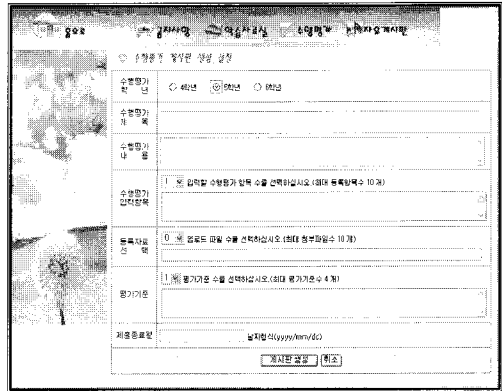 홈으로 공지사항 학습자료실 수행평가 자료게시판
수행평가 게시판 생성 설정
수행평가
학 년
4학년 5학년 6학년
수행평가
제 목
수행평가
내 용
수행평가
입력항목
1 입력할 수행평가 항목 수를 선택하십시오.(최대 등록항목수 10개)
등록자료
선 택
0 업로드 파일 수를 선택하십시오.(최대 첨부파일수 10개)
평가기준
1 평가기준 수를 선택하십시오.(최대 평가기준수 4개)
제출종료일
날자형식(yyyy/mm/dd)
게시판 생성 취소